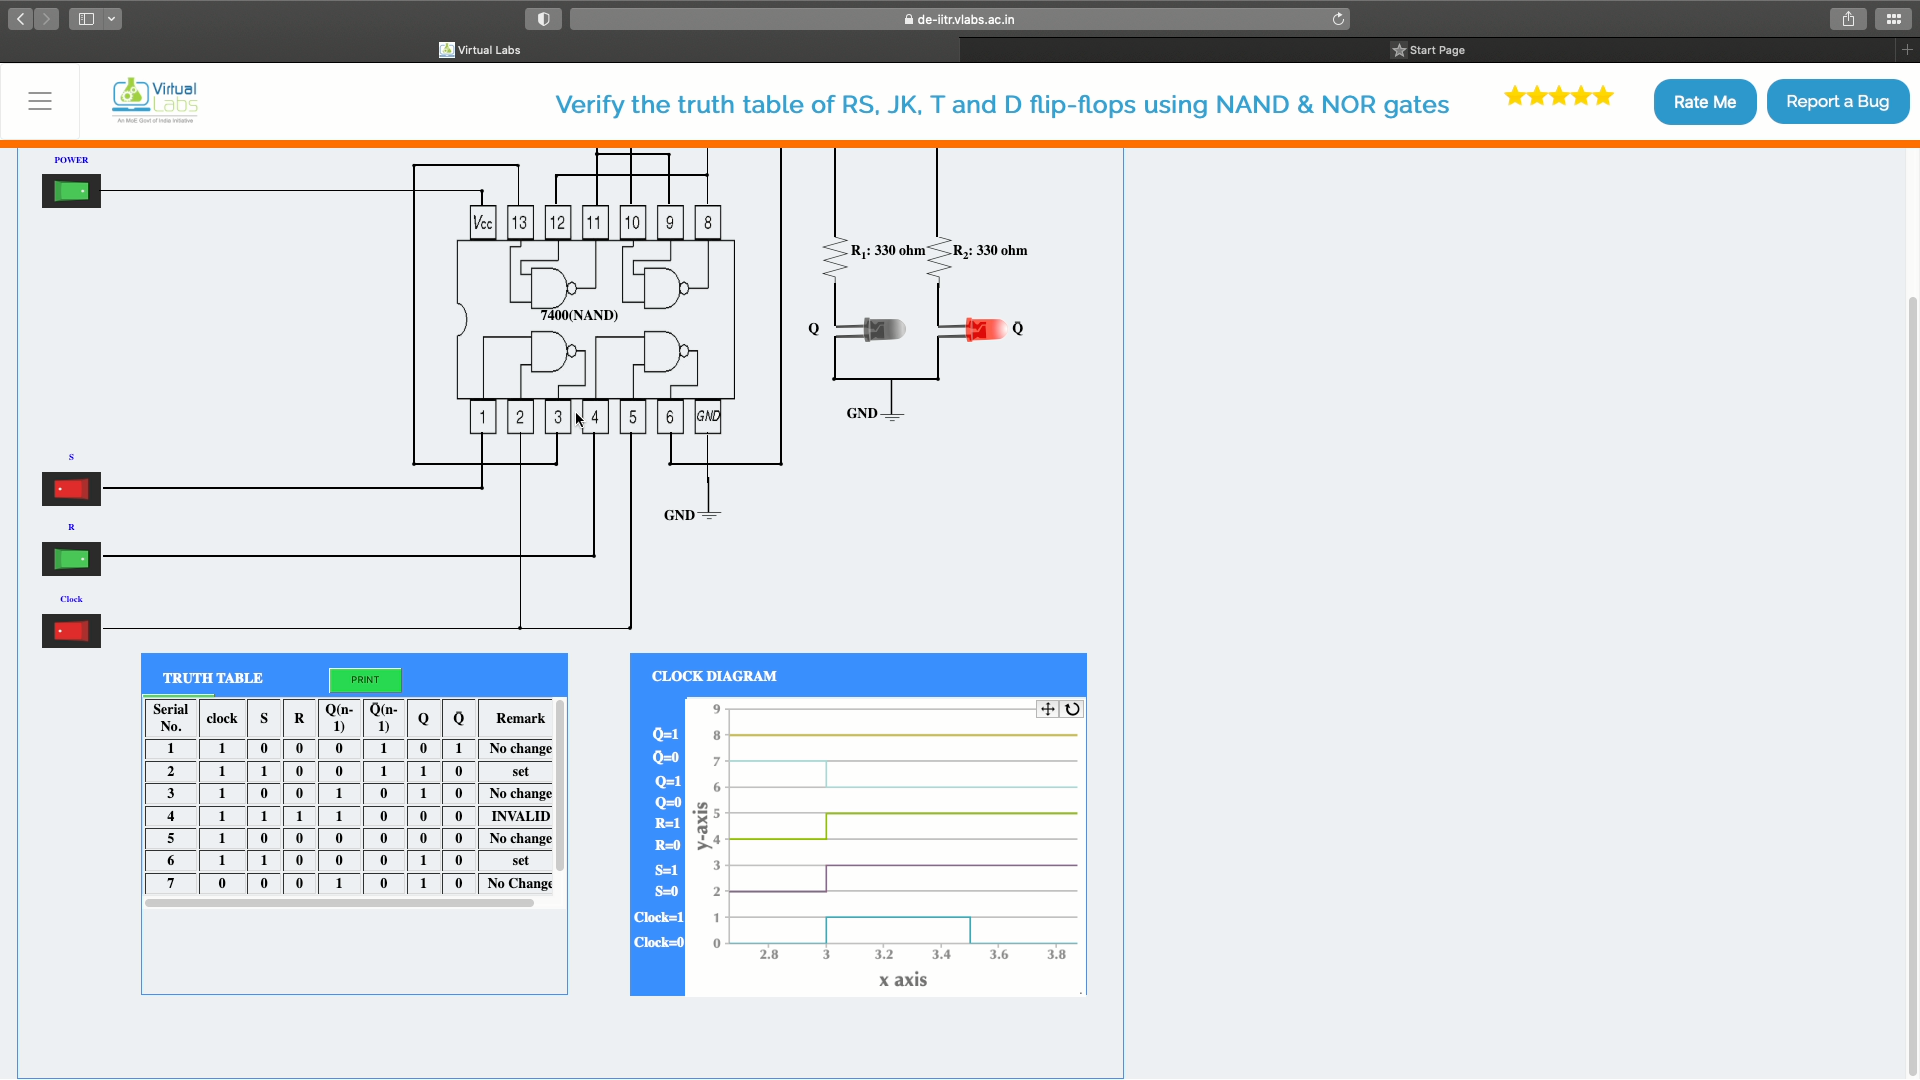 de-iitr.vlabs.ac.in
Virtual Labs
Start Page
Virtual
Labs
An MoE Govt of India Initiative
Verify the truth table of RS, JK, T and D flip-flops using NAND & NOR gates
Rate Me
Report a Bug
POWER
Vcc 13 12 11 10 9 8
R1: 330 ohm
R2: 330 ohm
7400(NAND)
Q
Q̄
1 2 3 4 5 6 GND
GND
S
GND
R
Clock
TRUTH TABLE
PRINT
Serial No. clock S R Q(n-1) Q̄(n-1) Q Q̄ Remark
1 1 0 0 0 1 0 1 No change
2 1 1 0 0 1 1 0 set
3 1 0 0 1 0 1 0 No change
4 1 1 1 1 0 0 0 INVALID
5 1 0 0 0 0 0 0 No change
6 1 1 0 0 0 1 0 set
7 0 0 0 1 0 1 0 No Change
CLOCK DIAGRAM
Q̄=1
Q̄=0
Q=1
Q=0
R=1
R=0
S=1
S=0
Clock=1
Clock=0
9
8
7
6
5
4
3
2
1
0
y-axis
2.8 3 3.2 3.4 3.6 3.8
x axis